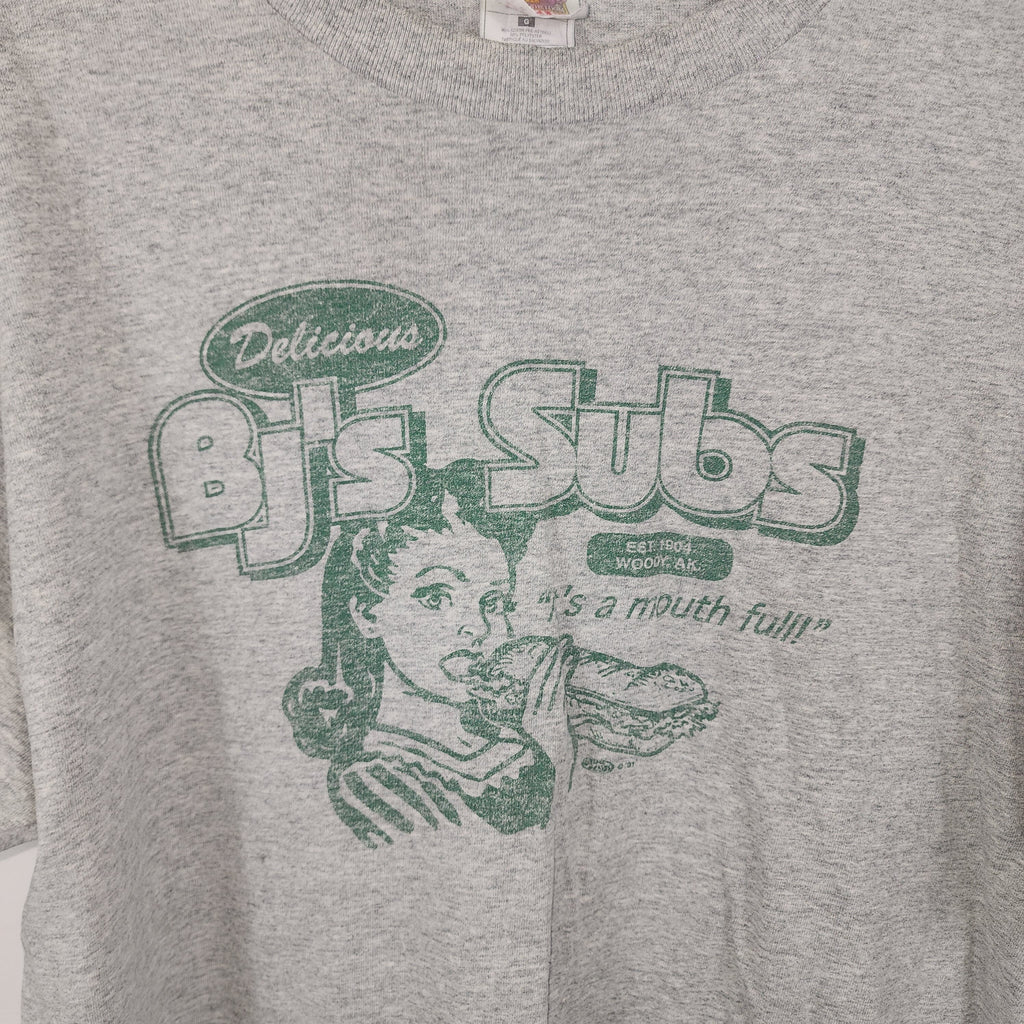 G
Delicious
BJ's Subs
EST. 1904
WOODY, AK.
"It's a mouth full!"